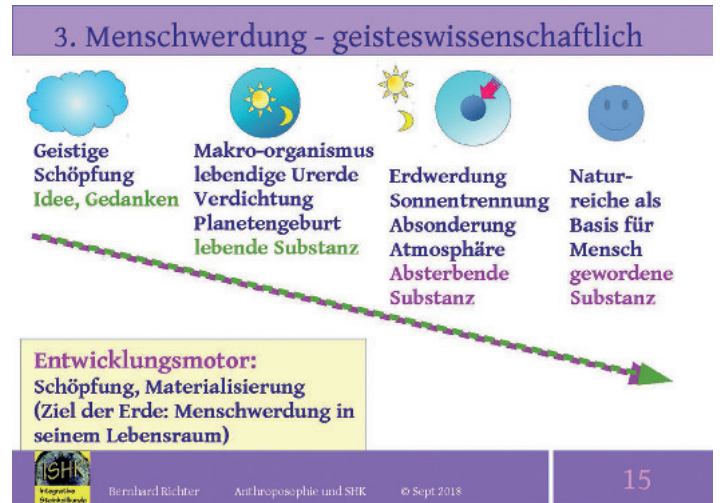 3. Menschwerdung - geisteswissenschaftlich
Geistige
Schöpfung
Idee, Gedanken
Makro-organismus
lebendige Urerde
Verdichtung
Planetengeburt
lebende Substanz
Erdwerdung
Sonnentrennung
Absonderung
Atmosphäre
Absterbende
Substanz
Natur-
reiche als
Basis für
Mensch
gewordene
Substanz
Entwicklungsmotor:
Schöpfung, Materialisierung
(Ziel der Erde: Menschwerdung in
seinem Lebensraum)
ISHK
Integrative
Steinheilkunde
Bernhard Richter Anthroposophie und SHK © Sept 2018
15